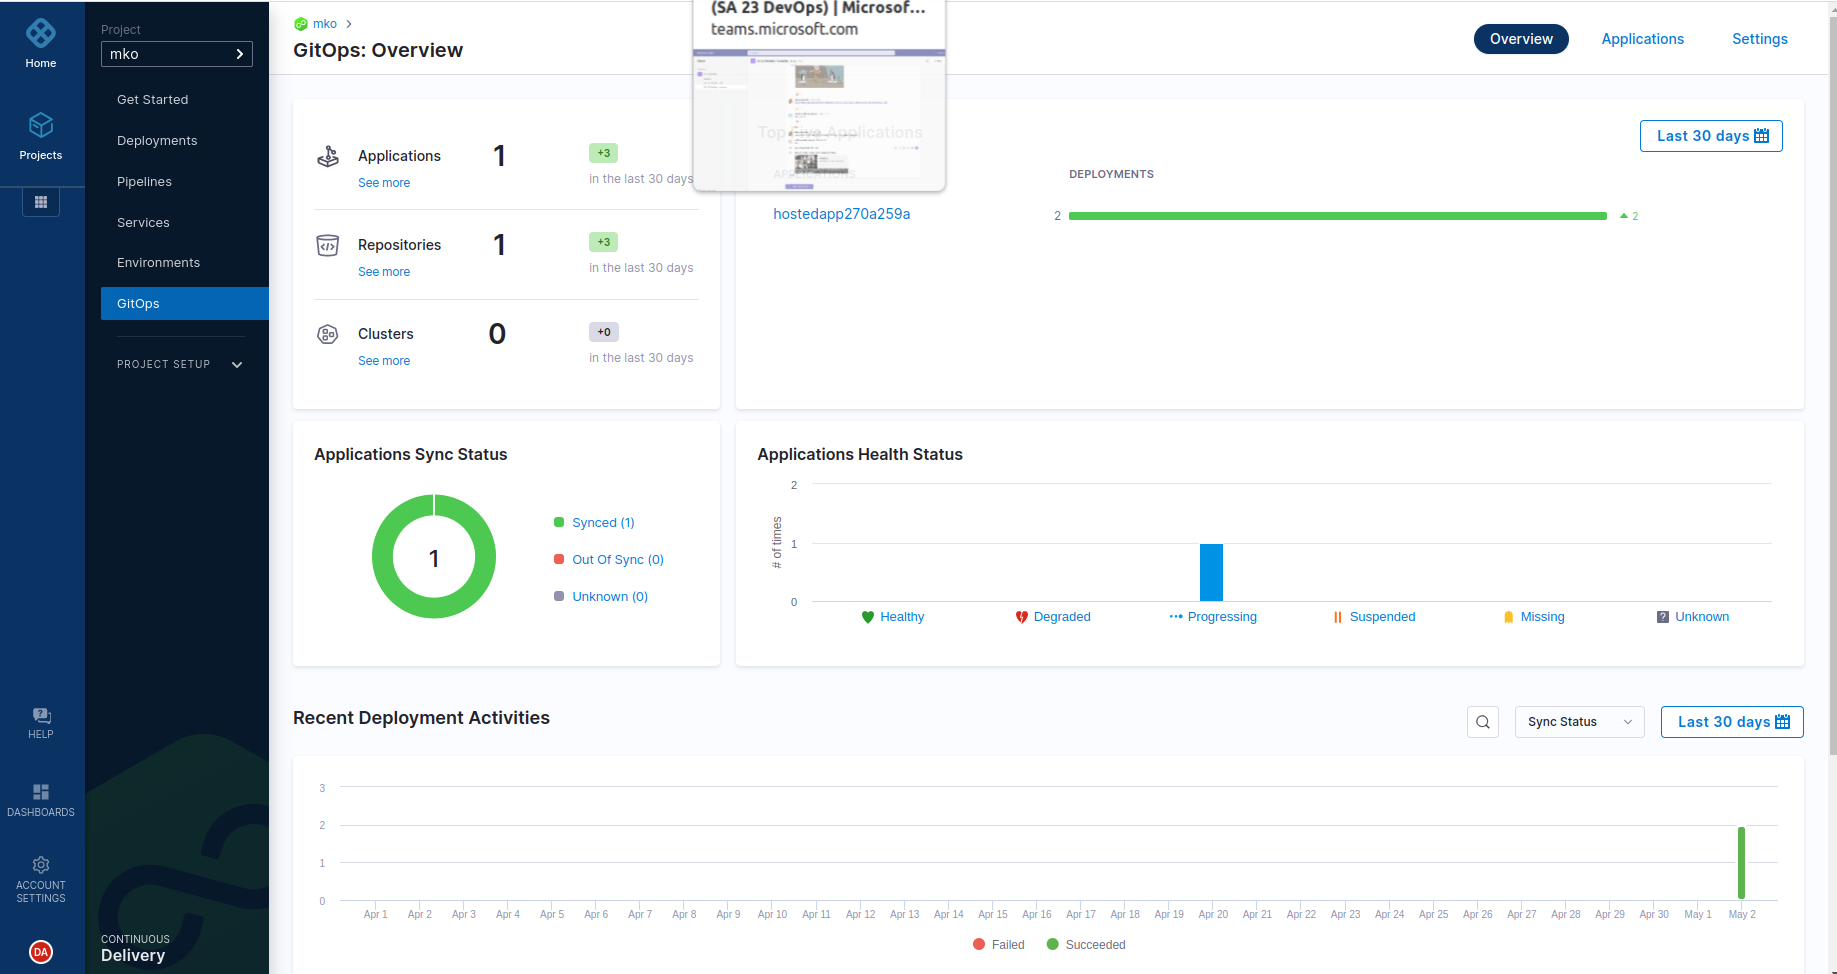 Home
Projects
HELP
DASHBOARDS
ACCOUNT
SETTINGS
DA
Project
mko
Get Started
Deployments
Pipelines
Services
Environments
GitOps
PROJECT SETUP
CONTINUOUS
Delivery
mko
GitOps: Overview
(SA 23 DevOps) | Microsof...
teams.microsoft.com
Overview
Applications
Settings
Applications
1
+3
See more
in the last 30 days
Repositories
1
+3
See more
in the last 30 days
Clusters
0
+0
See more
in the last 30 days
Top Five Applications
Last 30 days
APPLICATIONS
DEPLOYMENTS
hostedapp270a259a
2
2
Applications Sync Status
1
Synced (1)
Out Of Sync (0)
Unknown (0)
Applications Health Status
# of times
2
1
0
Healthy
Degraded
Progressing
Suspended
Missing
? Unknown
Recent Deployment Activities
Sync Status
Last 30 days
3
2
1
0
Apr 1 Apr 2 Apr 3 Apr 4 Apr 5 Apr 6 Apr 7 Apr 8 Apr 9 Apr 10 Apr 11 Apr 12 Apr 13 Apr 14 Apr 15 Apr 16 Apr 17 Apr 18 Apr 19 Apr 20 Apr 21 Apr 22 Apr 23 Apr 24 Apr 25 Apr 26 Apr 27 Apr 28 Apr 29 Apr 30 May 1 May 2
Failed
Succeeded